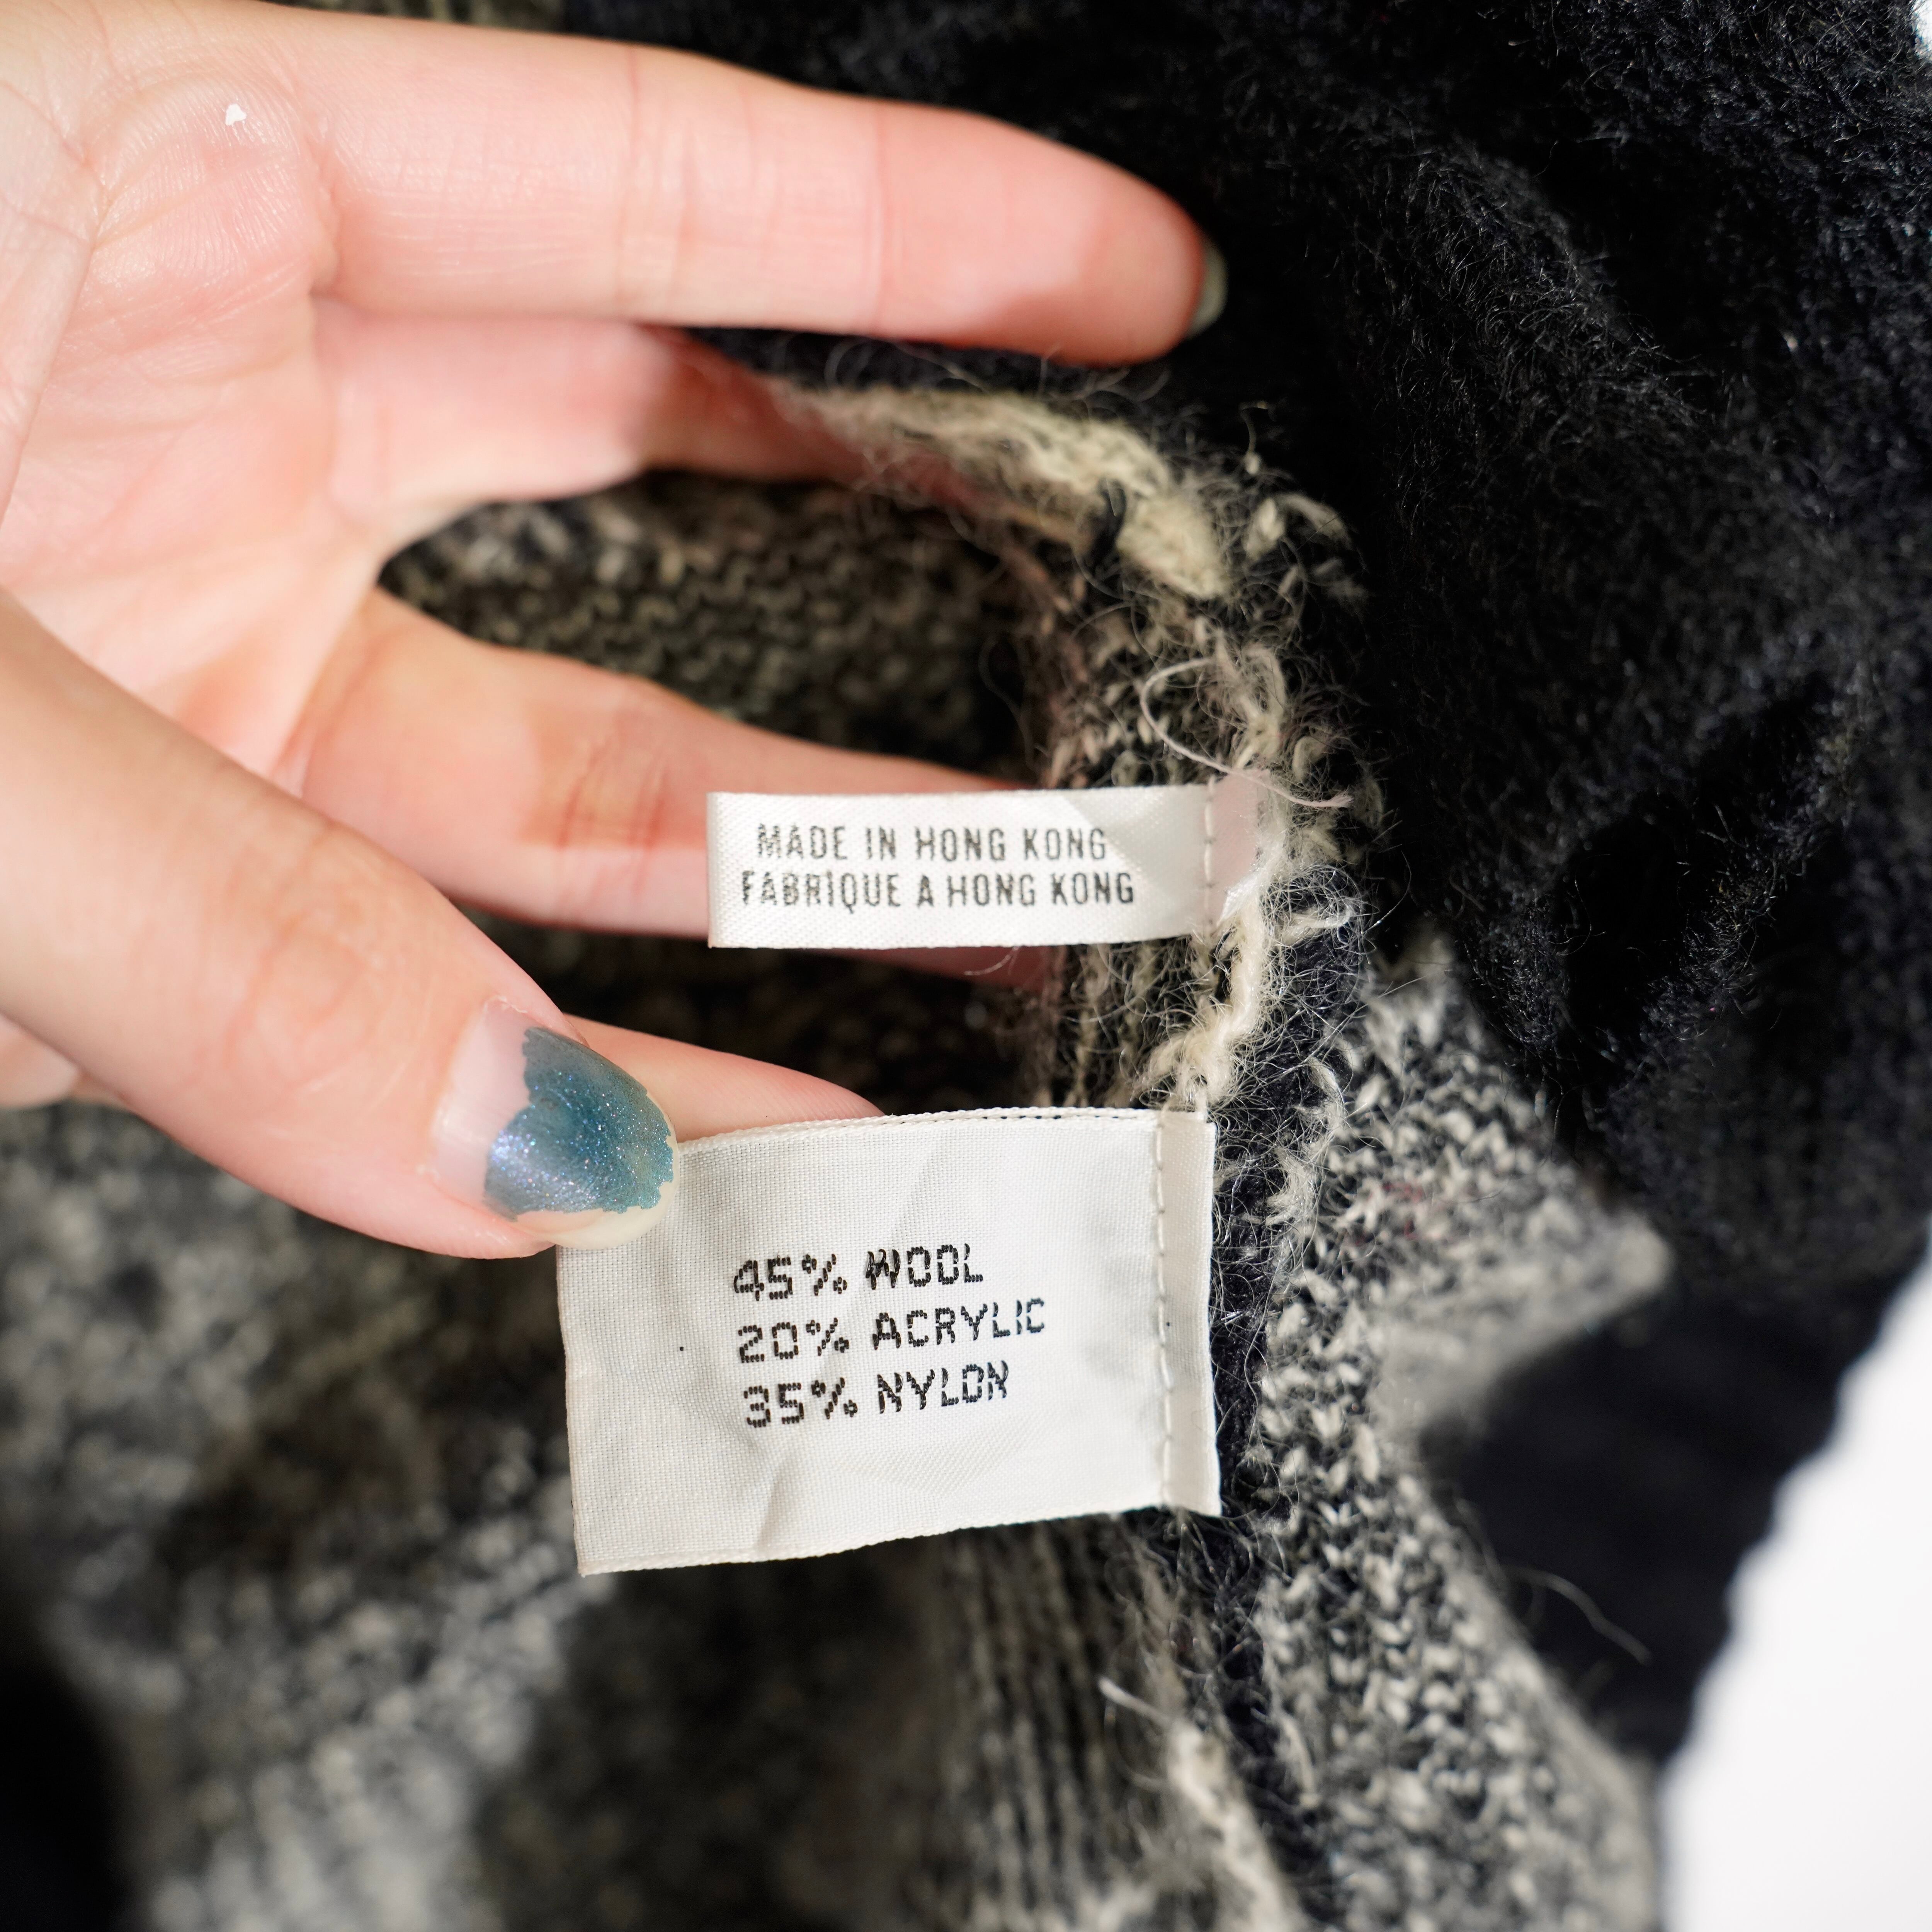 MADE IN HONG KONG
FABRIQUE A HONG KONG
45% WOOL
20% ACRYLIC
35% NYLON